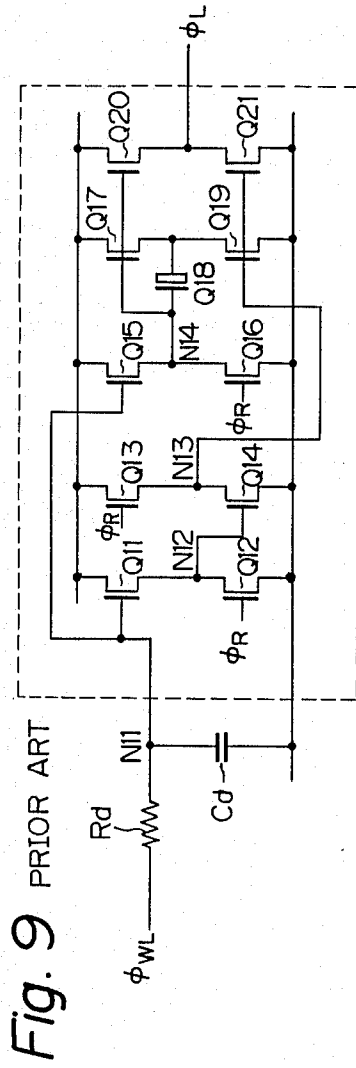 Fig. 9 PRIOR ART
ϕWL
Rd
N11
Cd
Q11
N12
Q12
ϕR
Q13
ϕR
N13
Q14
Q15
N14
Q16
ϕR
Q17
Q18
Q19
Q20
Q21
ϕL